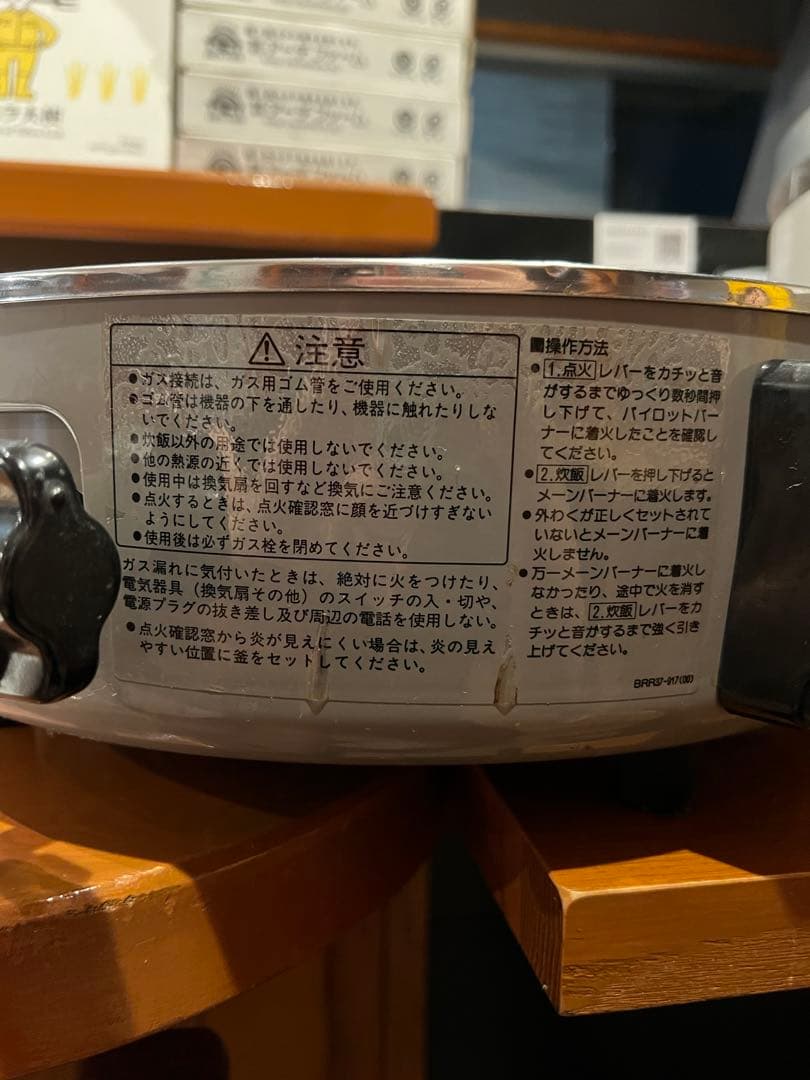 ⚠注意
●ガス接続は、ガス用ゴム管をご使用ください。
●ゴム管は機器の下を通したり、機器に触れたりしな
いでください。
●炊飯以外の用途では使用しないでください。
●他の熱源の近くでは使用しないでください。
●使用中は換気扇を回すなど換気にご注意ください。
●点火するときは、点火確認窓に顔を近づけすぎない
ようにしてください。
●使用後は必ずガス栓を閉めてください。
ガス漏れに気付いたときは、絶対に火をつけたり、
電気器具(換気扇その他)のスイッチの入・切や、
電源プラグの抜き差し及び周辺の電話を使用しない。
●点火確認窓から炎が見えにくい場合は、炎の見え
やすい位置に釜をセットしてください。
■操作方法
●1.点火レバーをカチッと音
がするまでゆっくり数秒間押
し下げて、パイロットバー
ナーに着火したことを確認し
てください。
●2.炊飯レバーを押し下げると
メーンバーナーに着火します。
●外わくが正しくセットされて
いないとメーンバーナーに着
火しません。
●万一メーンバーナーに着火し
なかったり、途中で火を消す
ときは、2.炊飯レバーをカ
チッと音がするまで強く引き
上げてください。
BRR37-917(00)